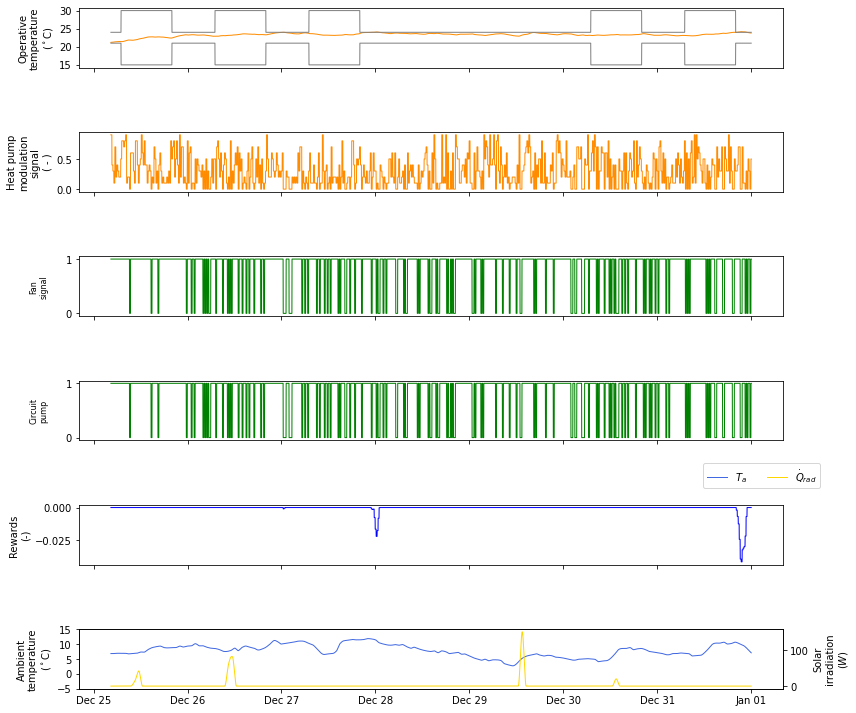 Operative
temperature
(°C)
30
25
20
15
Heat pump
modulation
signal
( - )
0.5
0.0
Fan
signal
1
0
Circuit
pump
1
0
T_a
Q̇_rad
Rewards
(-)
0.000
−0.025
Ambient
temperature
(°C)
15
10
5
0
−5
100
0
Solar
irradiation
(W)
Dec 25 Dec 26 Dec 27 Dec 28 Dec 29 Dec 30 Dec 31 Jan 01